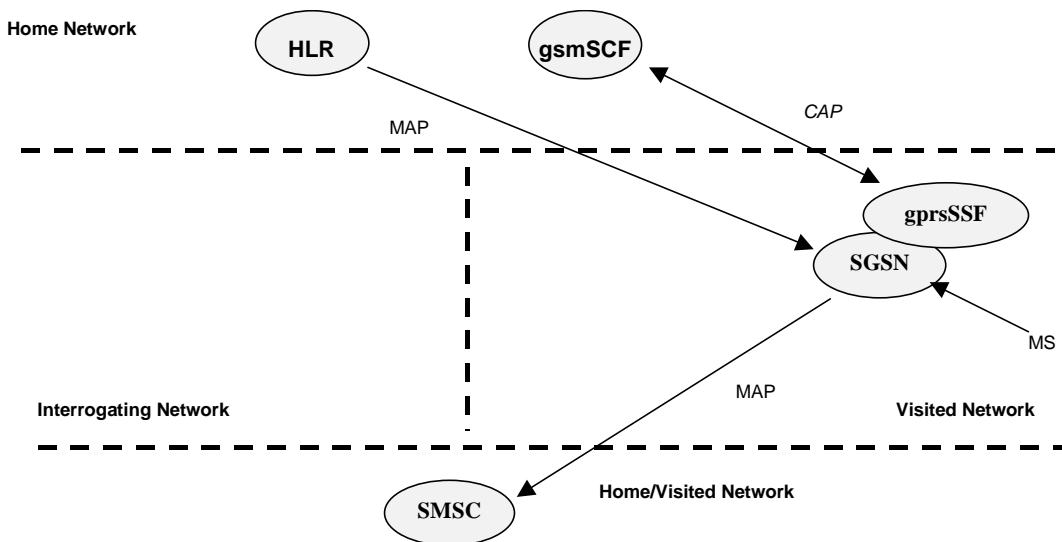 Home Network
HLR
gsmSCF
CAP
MAP
gprsSSF
SGSN
MS
MAP
Interrogating Network
Visited Network
Home/Visited Network
SMSC